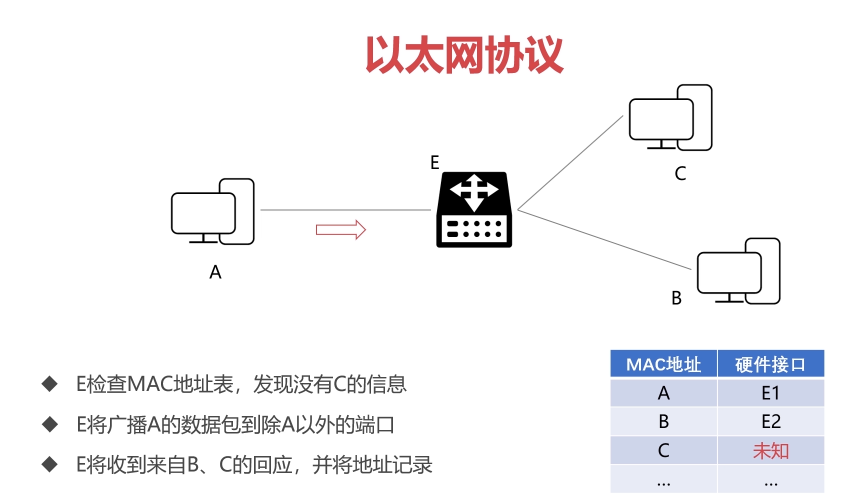 以太网协议
E
C
A
B
E检查MAC地址表，发现没有C的信息
E将广播A的数据包到除A以外的端口
E将收到来自B、C的回应，并将地址记录
MAC地址 硬件接口
A E1
B E2
C 未知
... ...